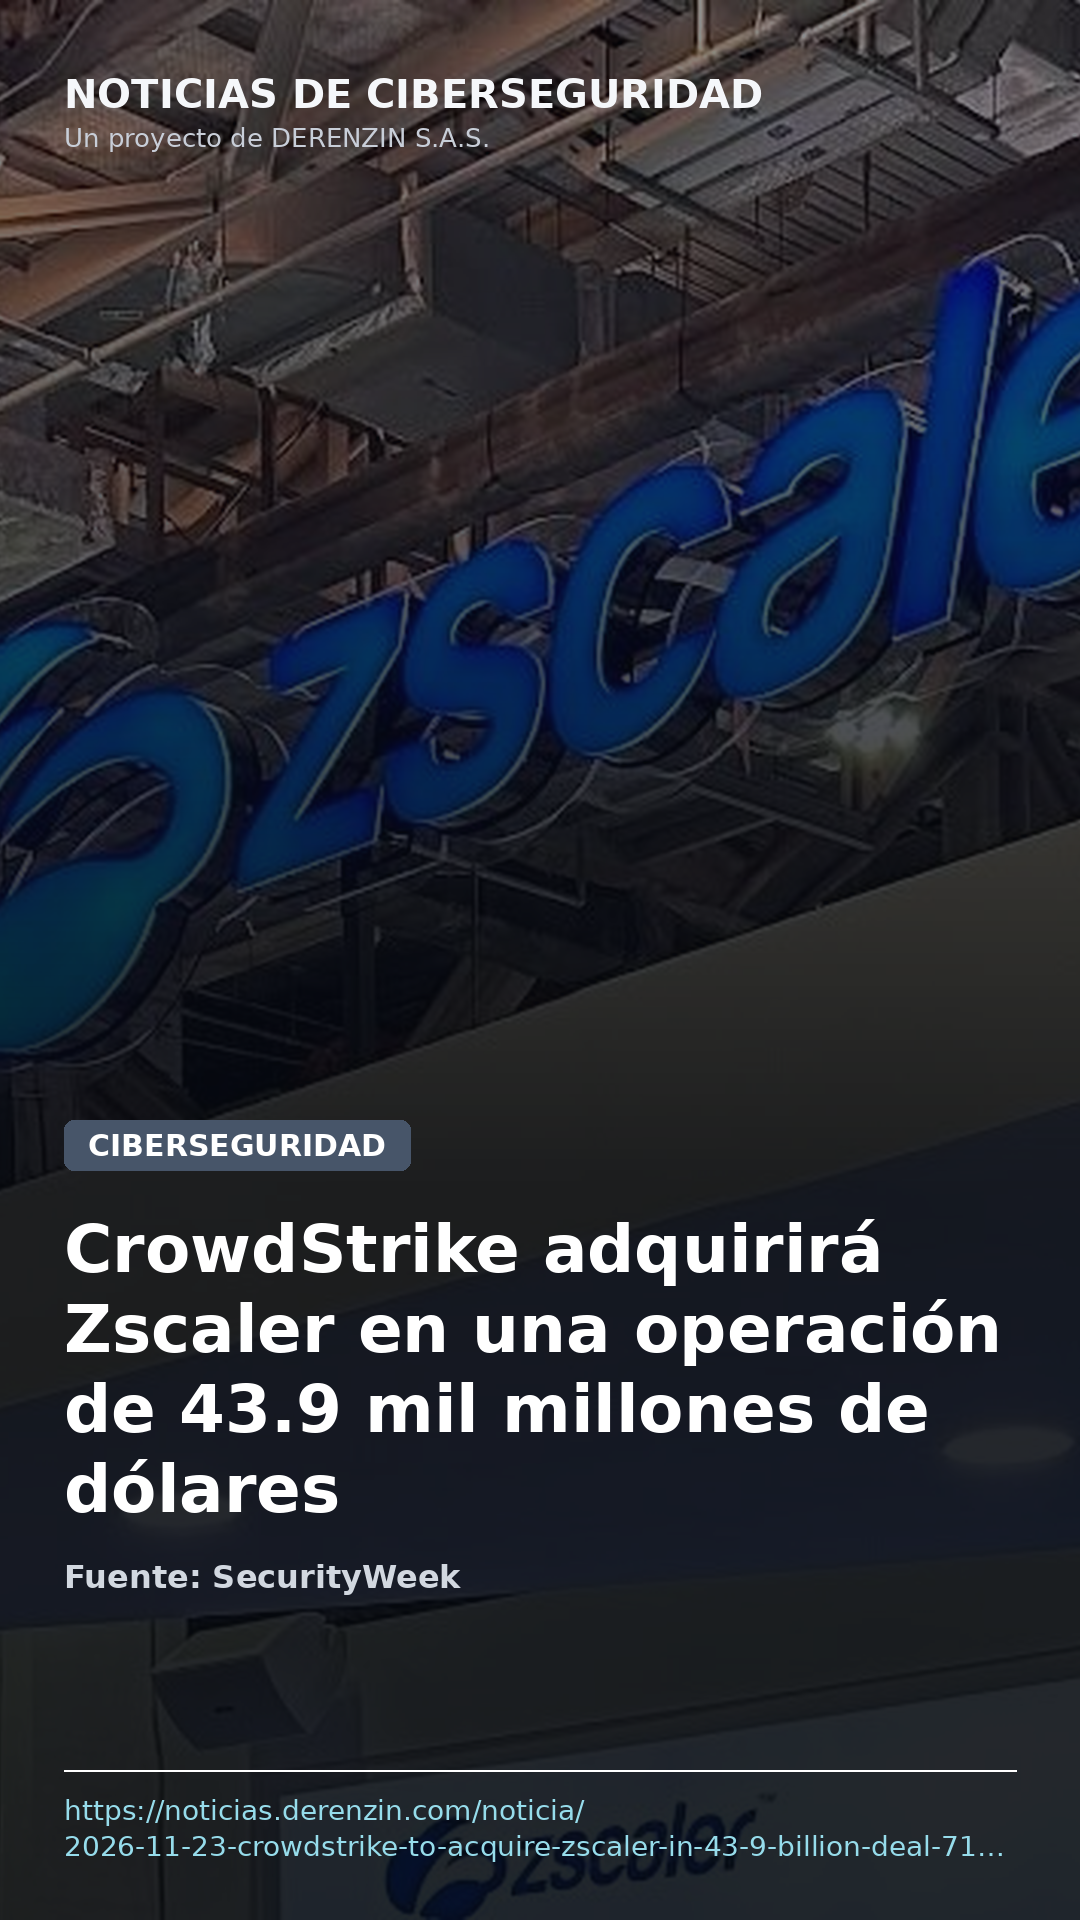 NOTICIAS DE CIBERSEGURIDAD
Un proyecto de DERENZIN S.A.S.
zscale
CIBERSEGURIDAD
CrowdStrike adquirirá
Zscaler en una operación
de 43.9 mil millones de
dólares
Fuente: SecurityWeek
https://noticias.derenzin.com/noticia/
2026-11-23-crowdstrike-to-acquire-zscaler-in-43-9-billion-deal-71…
zscalor